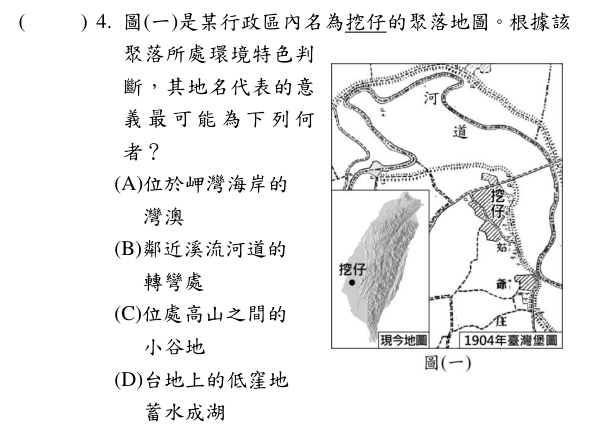 (　　) 4. 圖(一)是某行政區內名為挖仔的聚落地圖。根據該
聚落所處環境特色判
斷，其地名代表的意
義最可能為下列何
者？
(A)位於岬灣海岸的
灣澳
(B)鄰近溪流河道的
轉彎處
(C)位處高山之間的
小谷地
(D)台地上的低窪地
蓄水成湖
河
道
挖仔
姑
爺
庄
挖仔
現今地圖
1904年臺灣堡圖
圖(一)